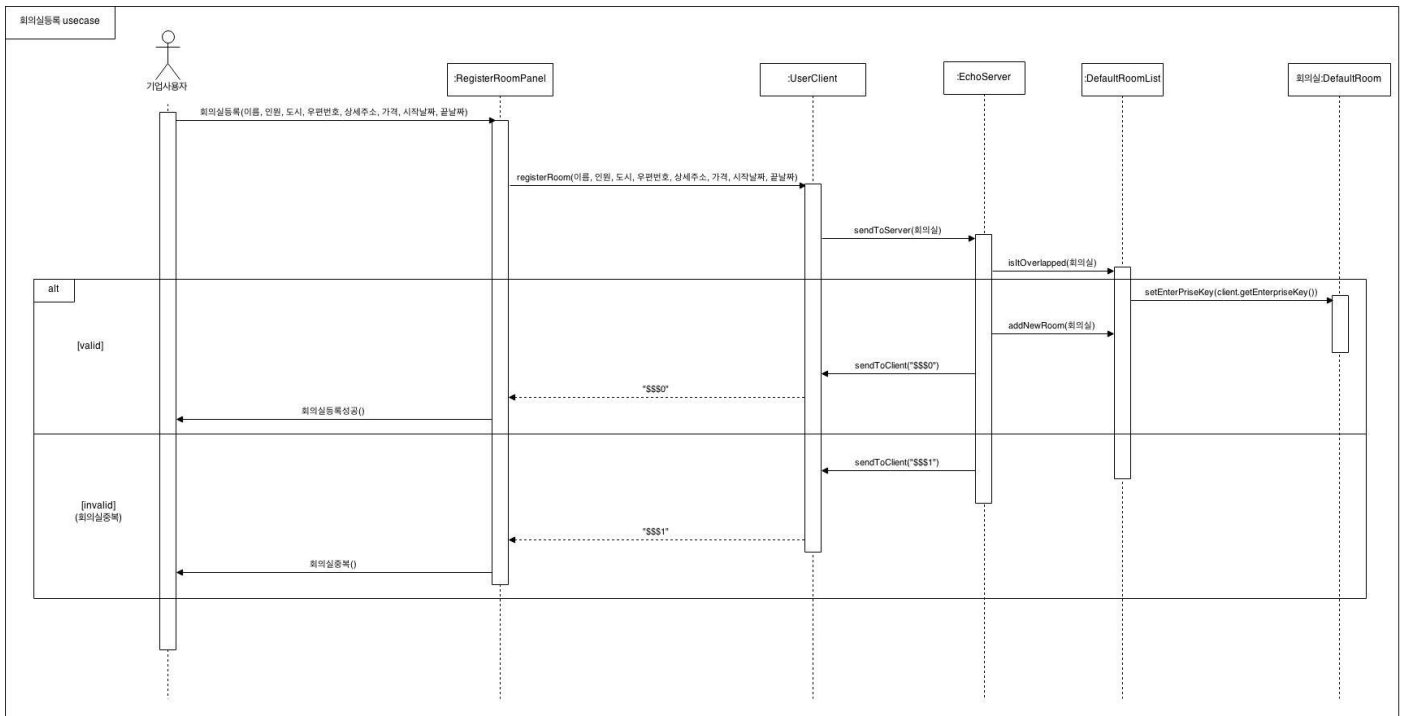 회의실등록 usecase
기업사용자
:RegisterRoomPanel
:UserClient
:EchoServer
:DefaultRoomList
회의실:DefaultRoom
회의실등록(이름, 인원, 도시, 우편번호, 상세주소, 가격, 시작날짜, 끝날짜)
registerRoom(이름, 인원, 도시, 우편번호, 상세주소, 가격, 시작날짜, 끝날짜)
sendToServer(회의실)
isItOverlapped(회의실)
alt
setEnterPriseKey(client.getEnterpriseKey())
addNewRoom(회의실)
[valid]
sendToClient("$$$0")
"$$$0"
회의실등록성공()
sendToClient("$$$1")
[invalid]
(회의실중복)
"$$$1"
회의실중복()